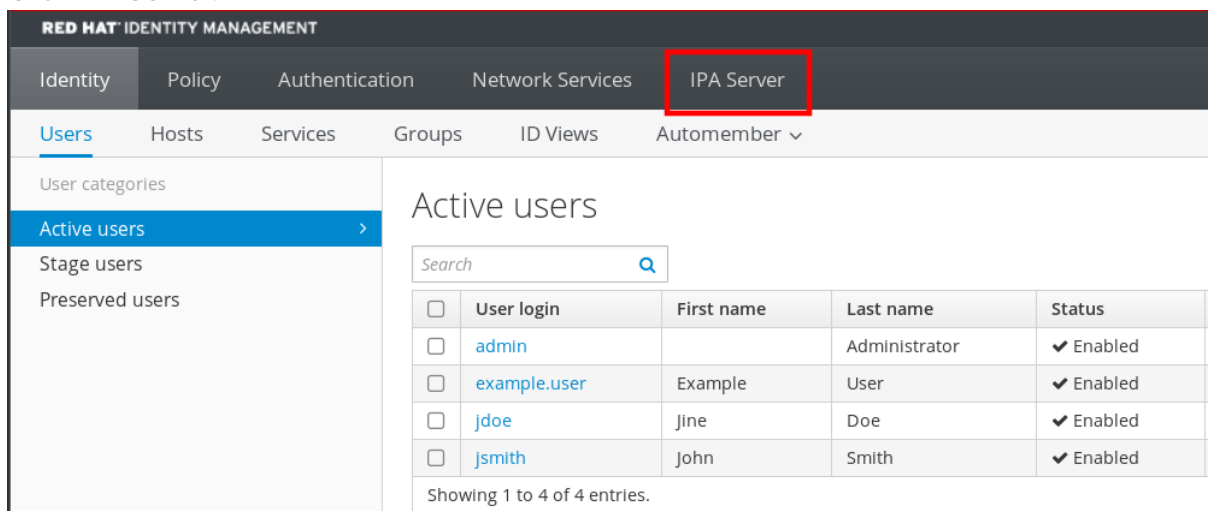 RED HAT IDENTITY MANAGEMENT
Identity Policy Authentication Network Services IPA Server
Users Hosts Services Groups ID Views Automember
User categories
Active users
Stage users
Preserved users
Active users
Search
User login First name Last name Status
admin Administrator Enabled
example.user Example User Enabled
jdoe Jine Doe Enabled
jsmith John Smith Enabled
Showing 1 to 4 of 4 entries.